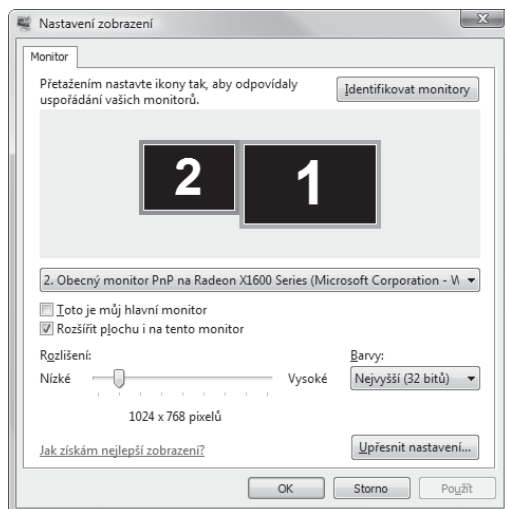 Nastavení zobrazení
Monitor
Přetažením nastavte ikony tak, aby odpovídaly
uspořádání vašich monitorů.
Identifikovat monitory
2 1
2. Obecný monitor PnP na Radeon X1600 Series (Microsoft Corporation - W
Toto je můj hlavní monitor
Rozšířit plochu i na tento monitor
Rozlišení:
Barvy:
Nízké Vysoké
Nejvyšší (32 bitů)
1024 x 768 pixelů
Jak získám nejlepší zobrazení?
Upřesnit nastavení...
OK Storno Použít